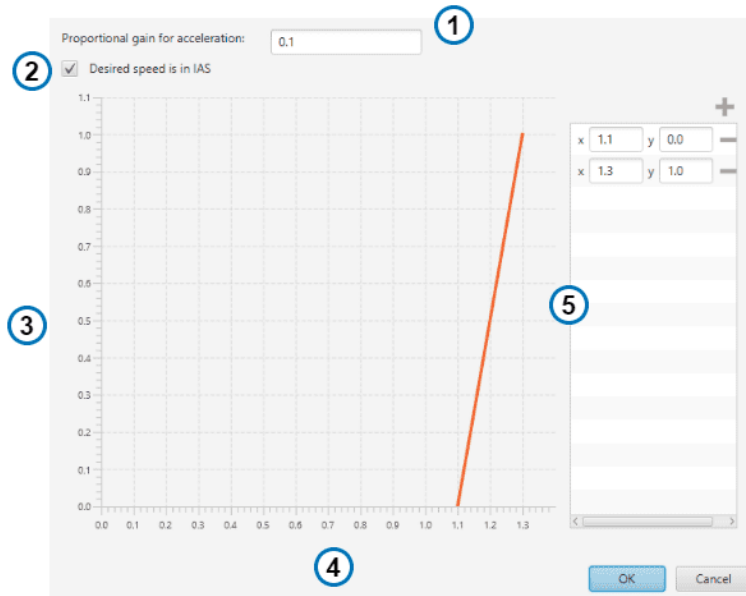 1
Proportional gain for acceleration: 0.1
2
Desired speed is in IAS
1.1
1.0
0.9
0.8
0.7
0.6
0.5
0.4
0.3
0.2
0.1
0.0
3
0.0 0.1 0.2 0.3 0.4 0.5 0.6 0.7 0.8 0.9 1.0 1.1 1.2 1.3
4
x 1.1 y 0.0
x 1.3 y 1.0
5
OK Cancel